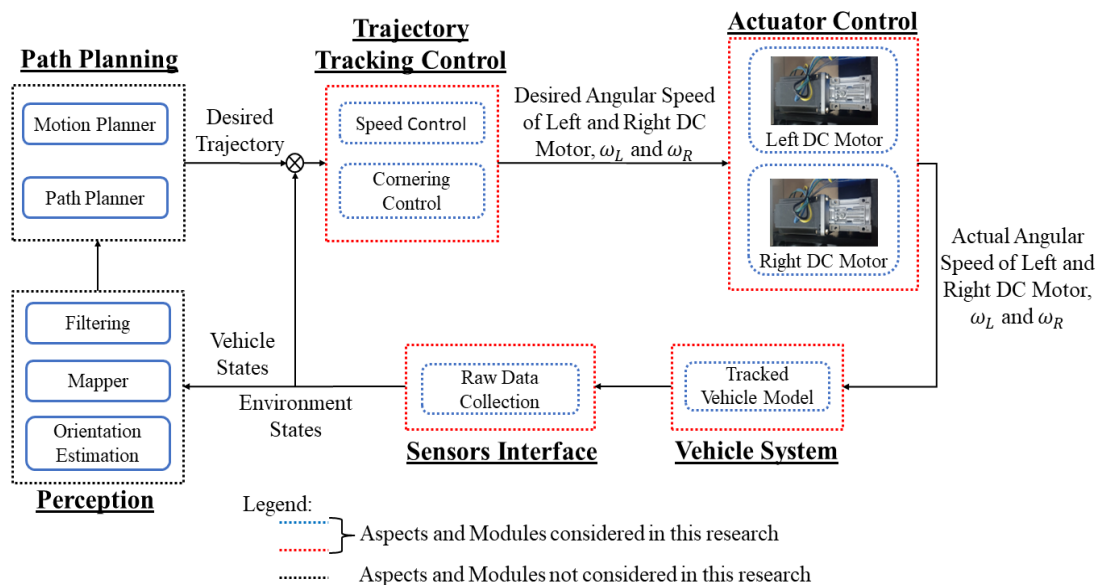 Path Planning
Motion Planner
Path Planner
Desired
Trajectory
Trajectory
Tracking Control
Speed Control
Cornering
Control
Desired Angular Speed
of Left and Right DC
Motor, ω_L and ω_R
Actuator Control
Left DC Motor
Right DC Motor
Actual Angular
Speed of Left and
Right DC Motor,
ω_L and ω_R
Tracked
Vehicle Model
Vehicle System
Raw Data
Collection
Sensors Interface
Vehicle
States
Environment
States
Filtering
Mapper
Orientation
Estimation
Perception
Legend:
Aspects and Modules considered in this research
Aspects and Modules not considered in this research